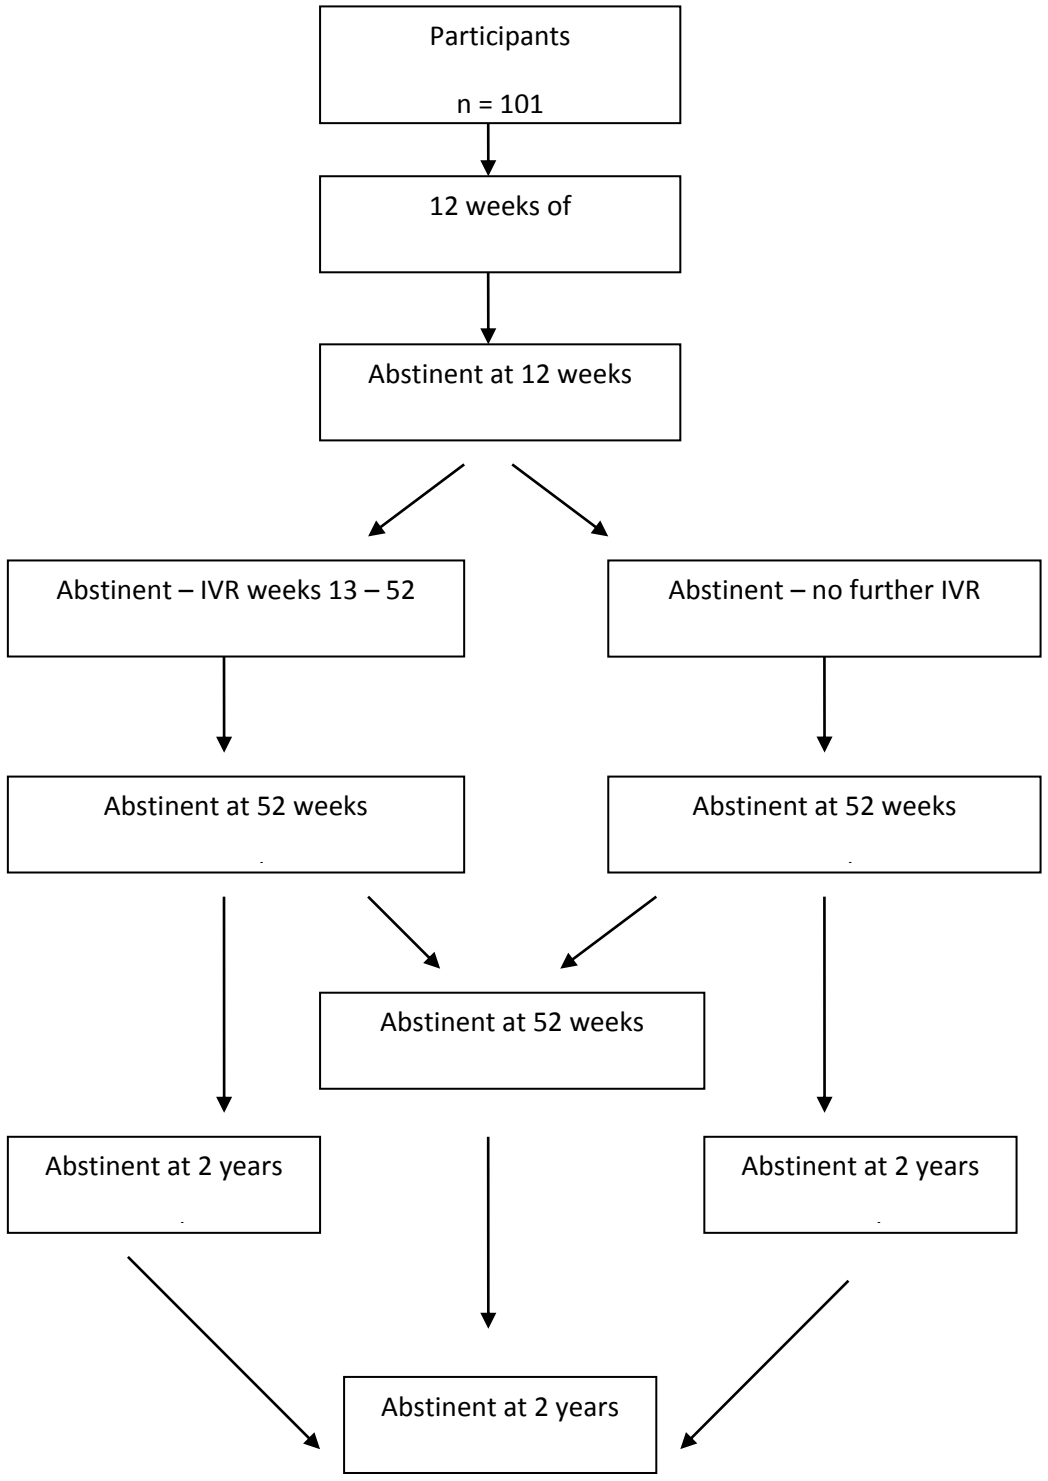 Participants
n = 101
12 weeks of
Abstinent at 12 weeks
Abstinent – IVR weeks 13 – 52
Abstinent – no further IVR
Abstinent at 52 weeks
Abstinent at 52 weeks
Abstinent at 52 weeks
Abstinent at 2 years
Abstinent at 2 years
Abstinent at 2 years